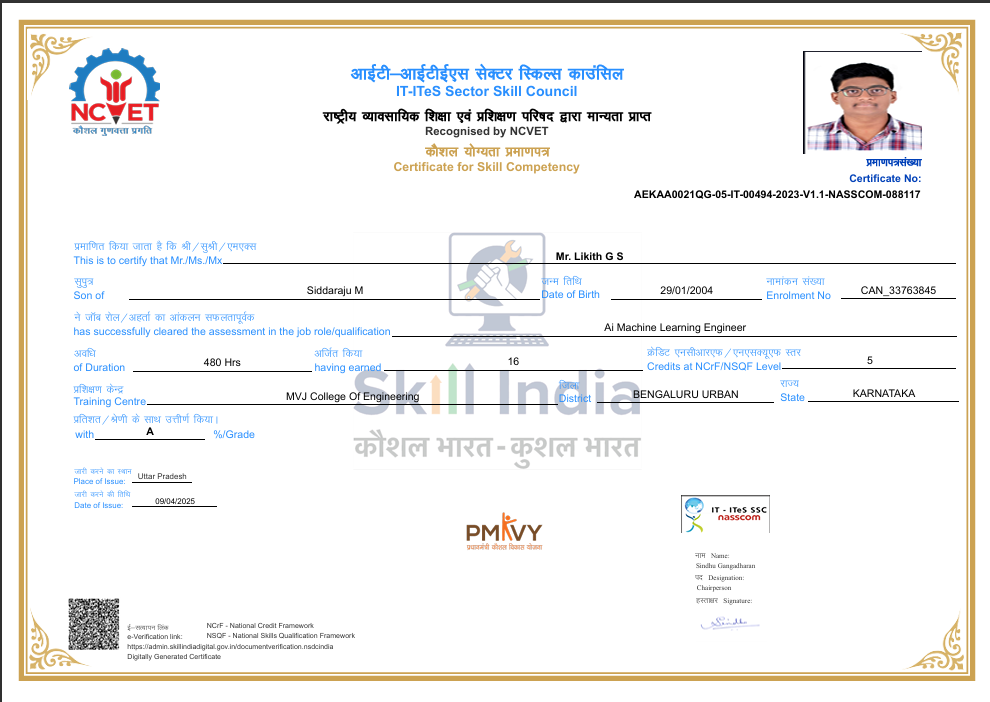 NCVET
कौशल गुणवत्ता प्रगति
आईटी–आईटीईएस सेक्टर स्किल्स काउंसिल
IT-ITeS Sector Skill Council
राष्ट्रीय व्यावसायिक शिक्षा एवं प्रशिक्षण परिषद द्वारा मान्यता प्राप्त
Recognised by NCVET
कौशल योग्यता प्रमाणपत्र
Certificate for Skill Competency
प्रमाणपत्रसंख्या
Certificate No:
AEKAA0021QG-05-IT-00494-2023-V1.1-NASSCOM-088117
प्रमाणित किया जाता है कि श्री/सुश्री/एमएक्स
This is to certify that Mr./Ms./Mx Mr. Likith G S
सुपुत्र जन्म तिथि नामांकन संख्या
Son of Siddaraju M Date of Birth 29/01/2004 Enrolment No CAN_33763845
ने जॉब रोल/अहर्ता का आंकलन सफलतापूर्वक
has successfully cleared the assessment in the job role/qualification Ai Machine Learning Engineer
अवधि अर्जित किया क्रेडिट एनसीआरएफ/एनएसक्यूएफ स्तर
of Duration 480 Hrs having earned 16 Credits at NCrF/NSQF Level 5
Skill India
प्रशिक्षण केन्द्र जिला राज्य
Training Centre MVJ College Of Engineering District BENGALURU URBAN State KARNATAKA
प्रतिशत/श्रेणी के साथ उत्तीर्ण किया।
with A %/Grade
कौशल भारत-कुशल भारत
जारी करने का स्थान
Place of Issue: Uttar Pradesh
जारी करने की तिथि
Date of Issue: 09/04/2025
PMKVY
प्रधानमंत्री कौशल विकास योजना
IT - ITeS SSC
nasscom
नाम Name:
Sindhu Gangadharan
पद Designation:
Chairperson
हस्ताक्षर Signature:
Sindhu
ई–सत्यापन लिंक NCrF - National Credit Framework
e-Verification link: NSQF - National Skills Qualification Framework
https://admin.skillindiadigital.gov.in/documentverification.nsdcindia
Digitally Generated Certificate